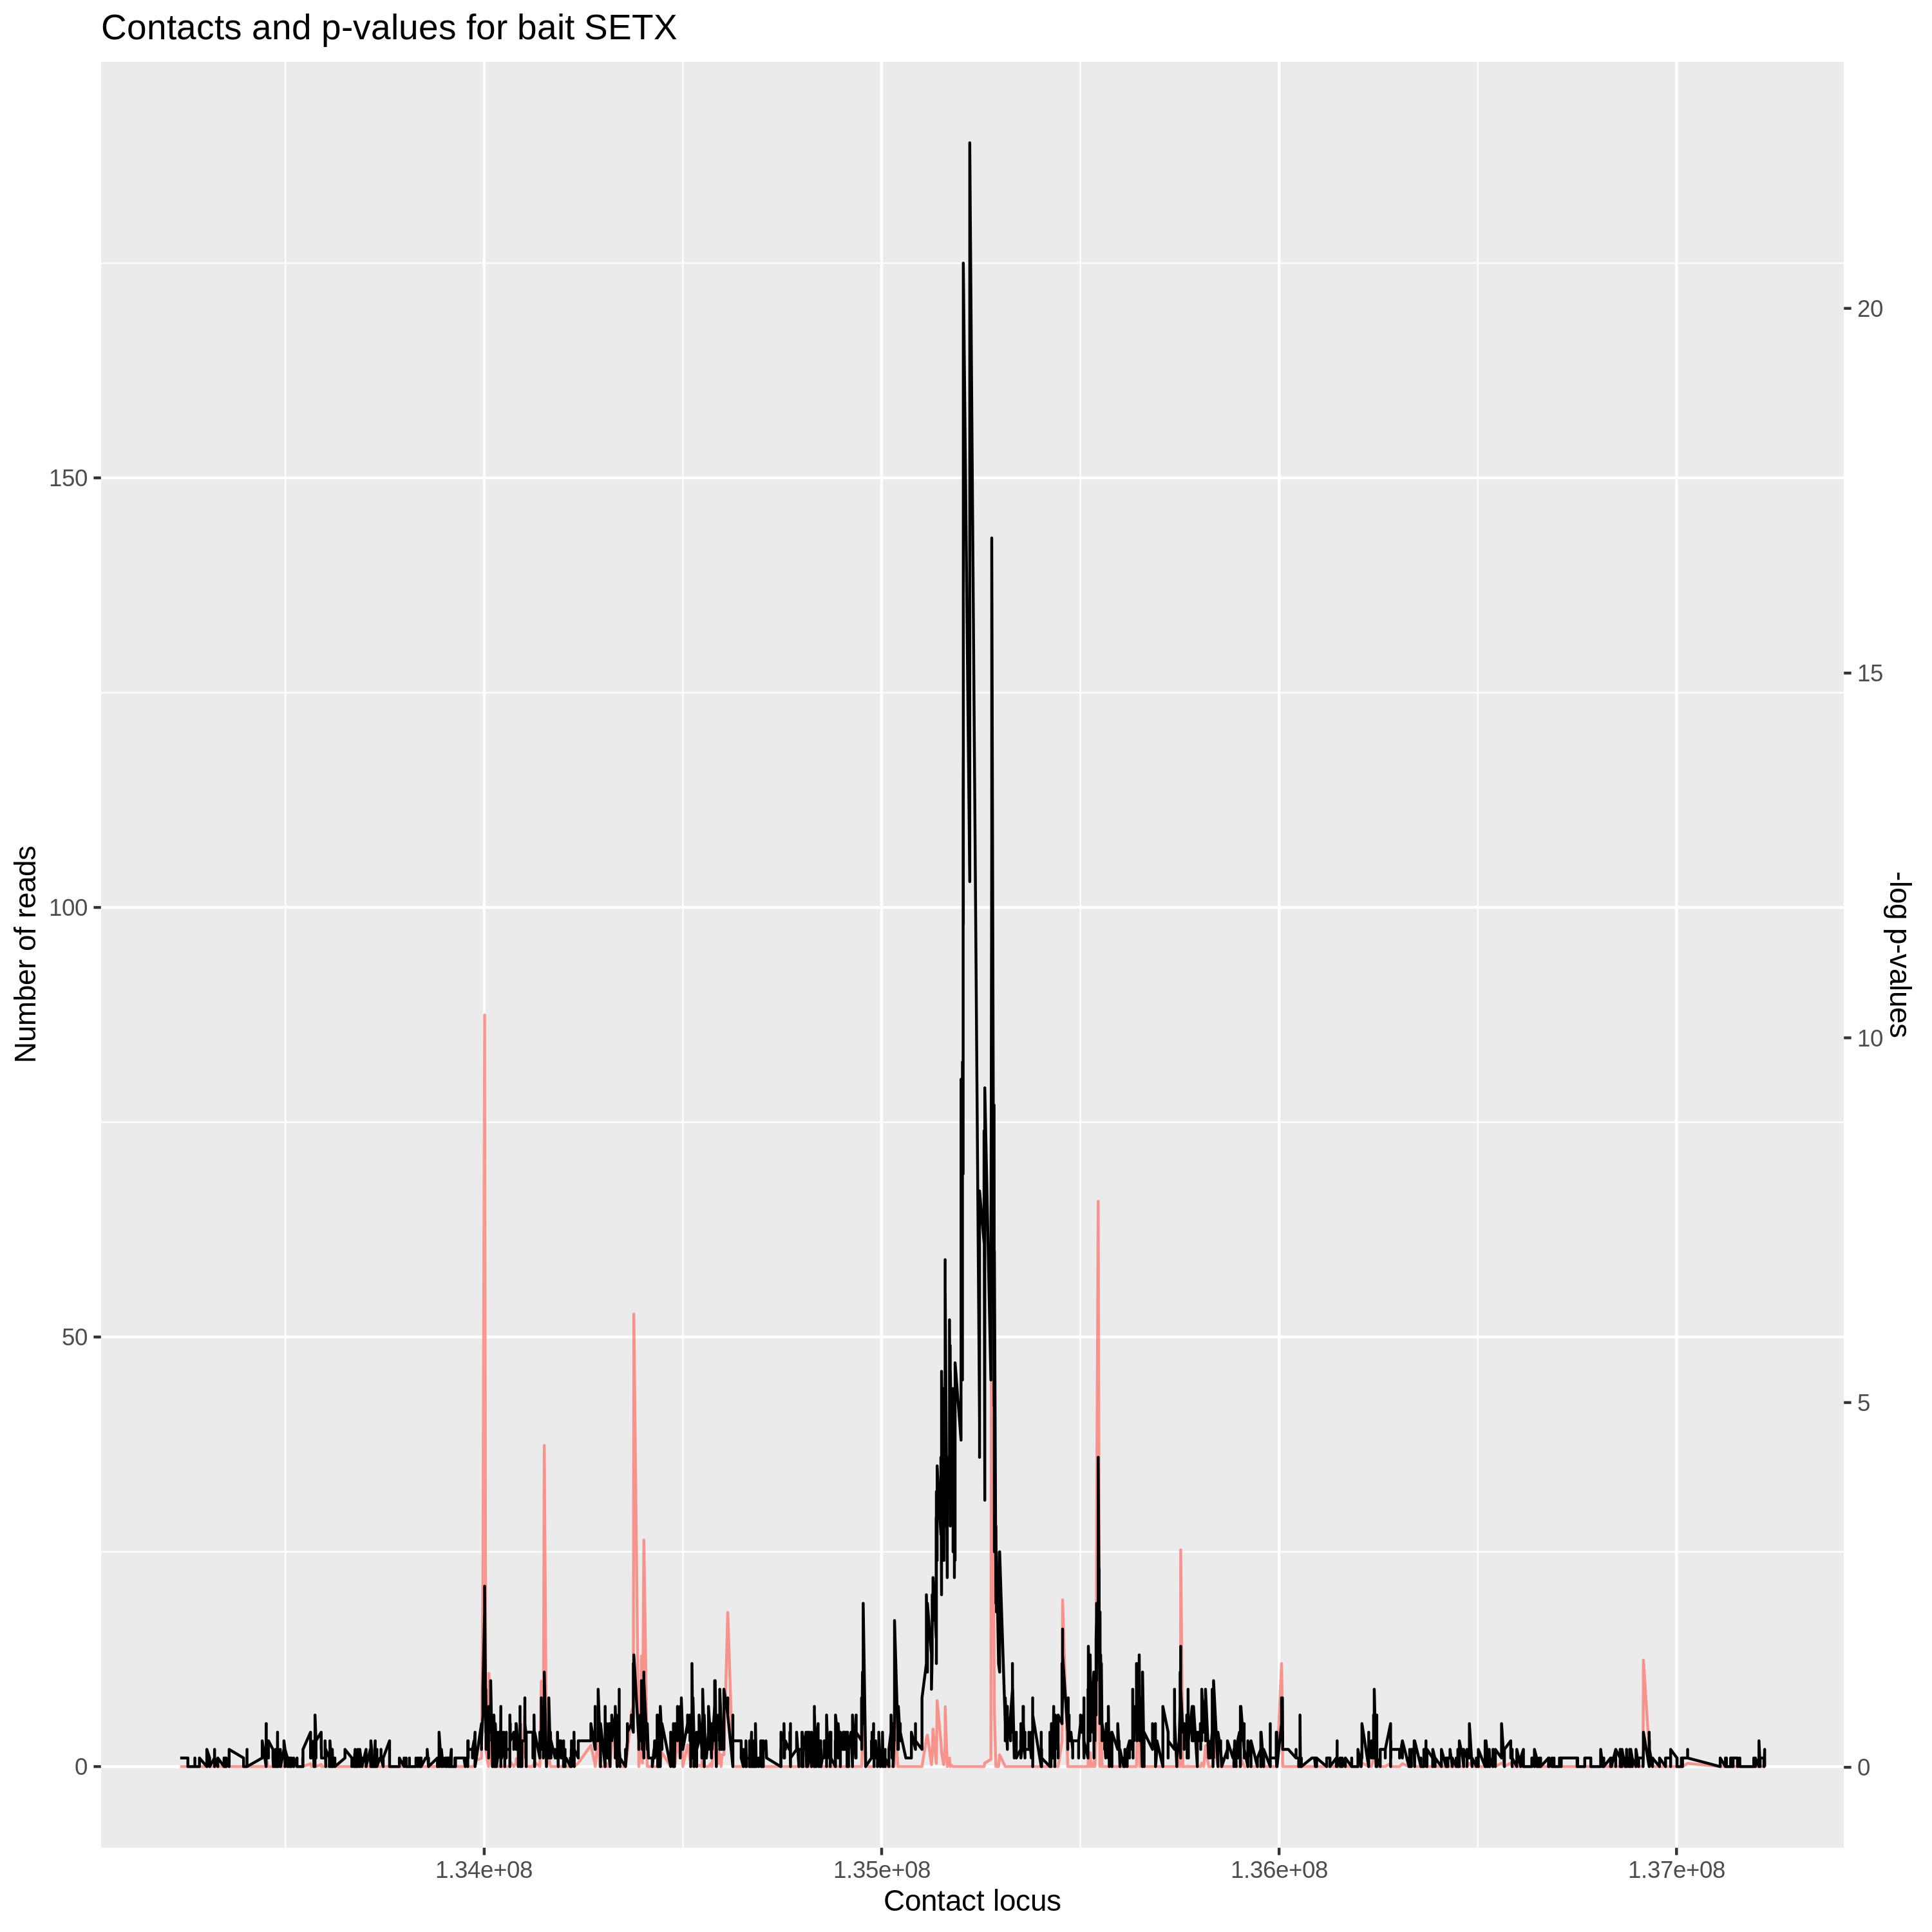 Contacts and p-values for bait SETX
Number of reads
150
100
50
0
20
15
10
5
0
-log p-values
1.34e+08
1.35e+08
1.36e+08
1.37e+08
Contact locus